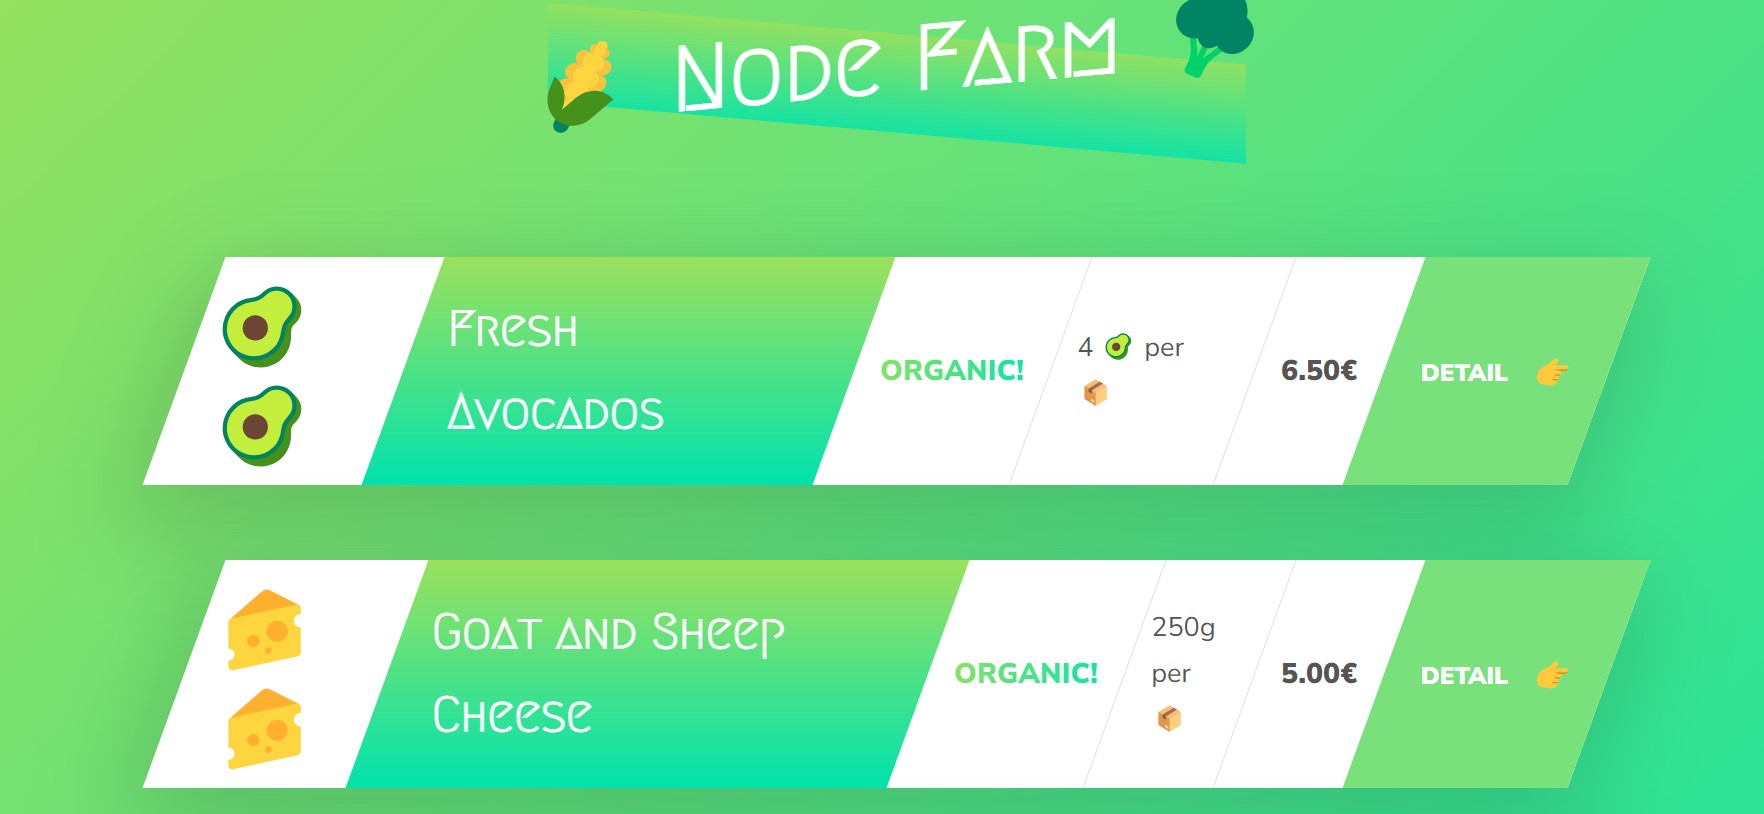 Node Farm
Fresh
Avocados
ORGANIC!
4 🥑 per
📦
6.50€
DETAIL 👉
Goat and Sheep
Cheese
ORGANIC!
250g
per
📦
5.00€
DETAIL 👉